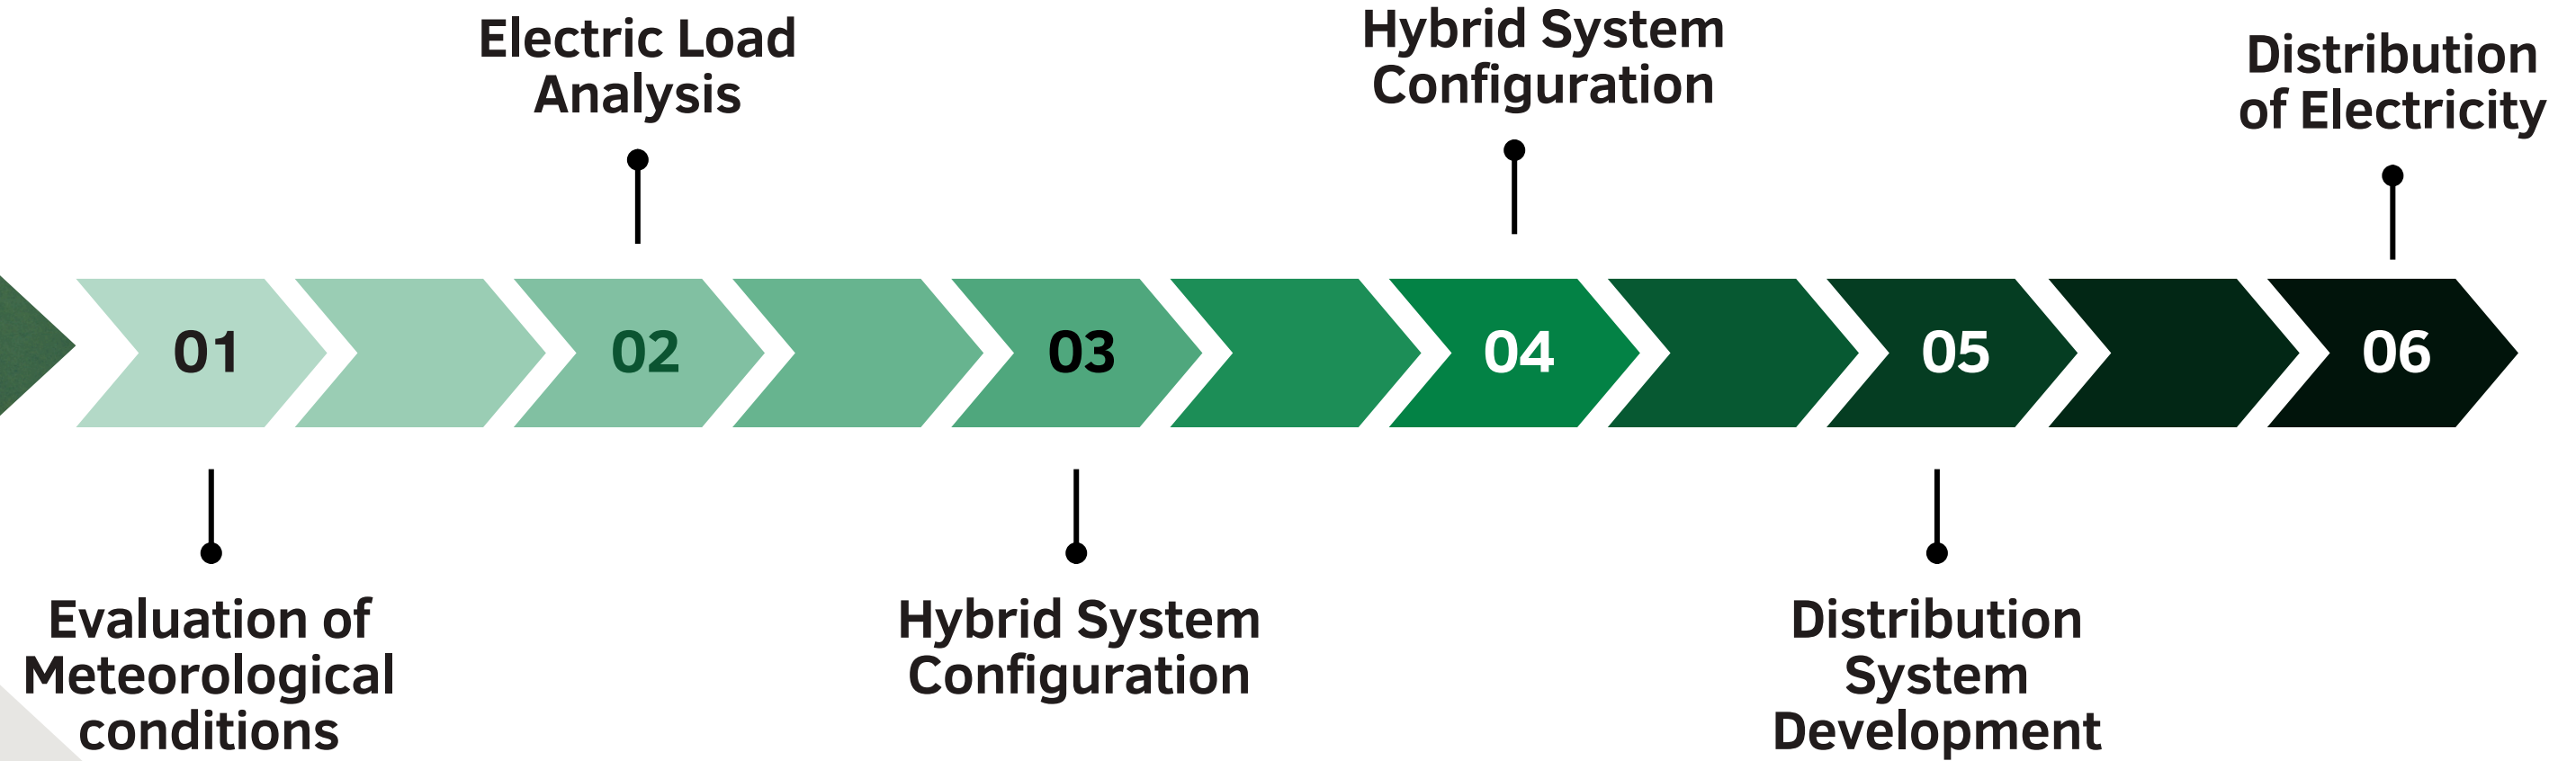 Electric Load
Analysis
Hybrid System
Configuration
Distribution
of Electricity
01
02
03
04
05
06
Evaluation of
Meteorological
conditions
Hybrid System
Configuration
Distribution
System
Development